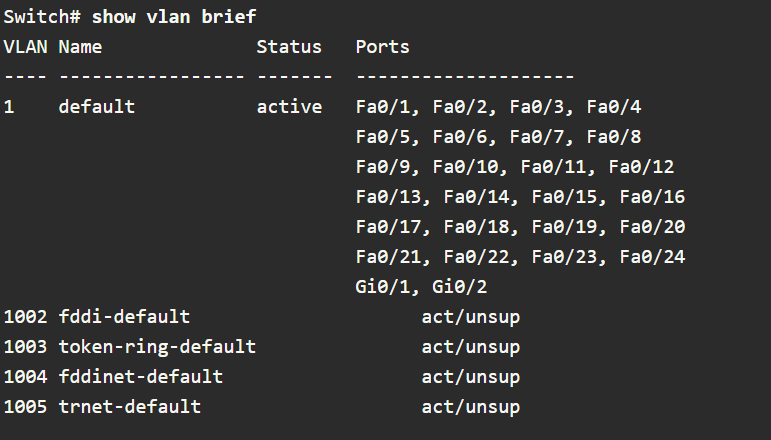 Switch# show vlan brief
VLAN Name              Status   Ports
---- ----------------- -------  --------------------
1    default           active   Fa0/1, Fa0/2, Fa0/3, Fa0/4
                                Fa0/5, Fa0/6, Fa0/7, Fa0/8
                                Fa0/9, Fa0/10, Fa0/11, Fa0/12
                                Fa0/13, Fa0/14, Fa0/15, Fa0/16
                                Fa0/17, Fa0/18, Fa0/19, Fa0/20
                                Fa0/21, Fa0/22, Fa0/23, Fa0/24
                                Gi0/1, Gi0/2
1002 fddi-default                     act/unsup
1003 token-ring-default               act/unsup
1004 fddinet-default                  act/unsup
1005 trnet-default                    act/unsup